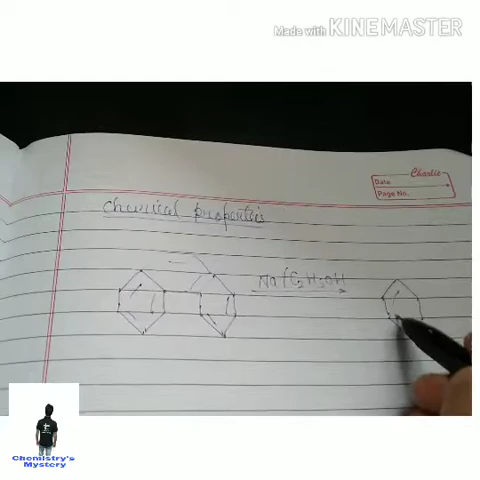 Made with KINEMASTER
Charlie
Date
Page No.
Chemical properties
Na/C2H5OH
Chemistry's
Mystery